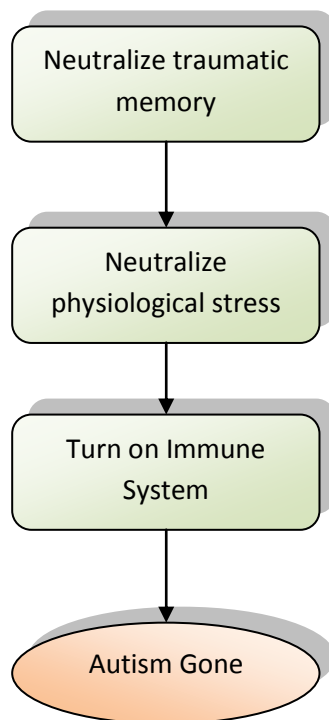 Neutralize traumatic
memory
Neutralize
physiological stress
Turn on Immune
System
Autism Gone